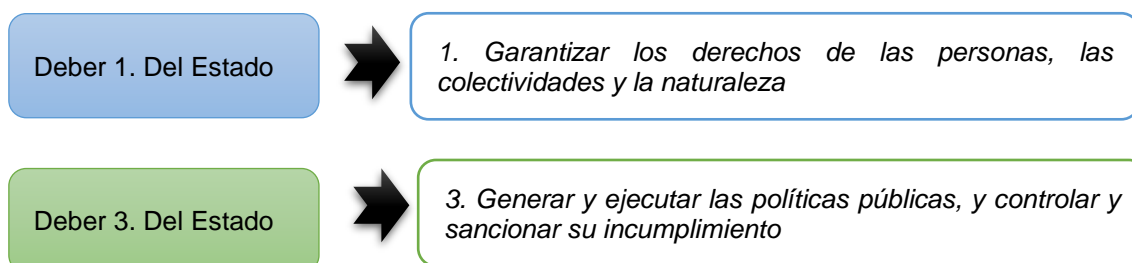 Deber 1. Del Estado
1. Garantizar los derechos de las personas, las
colectividades y la naturaleza
Deber 3. Del Estado
3. Generar y ejecutar las políticas públicas, y controlar y
sancionar su incumplimiento